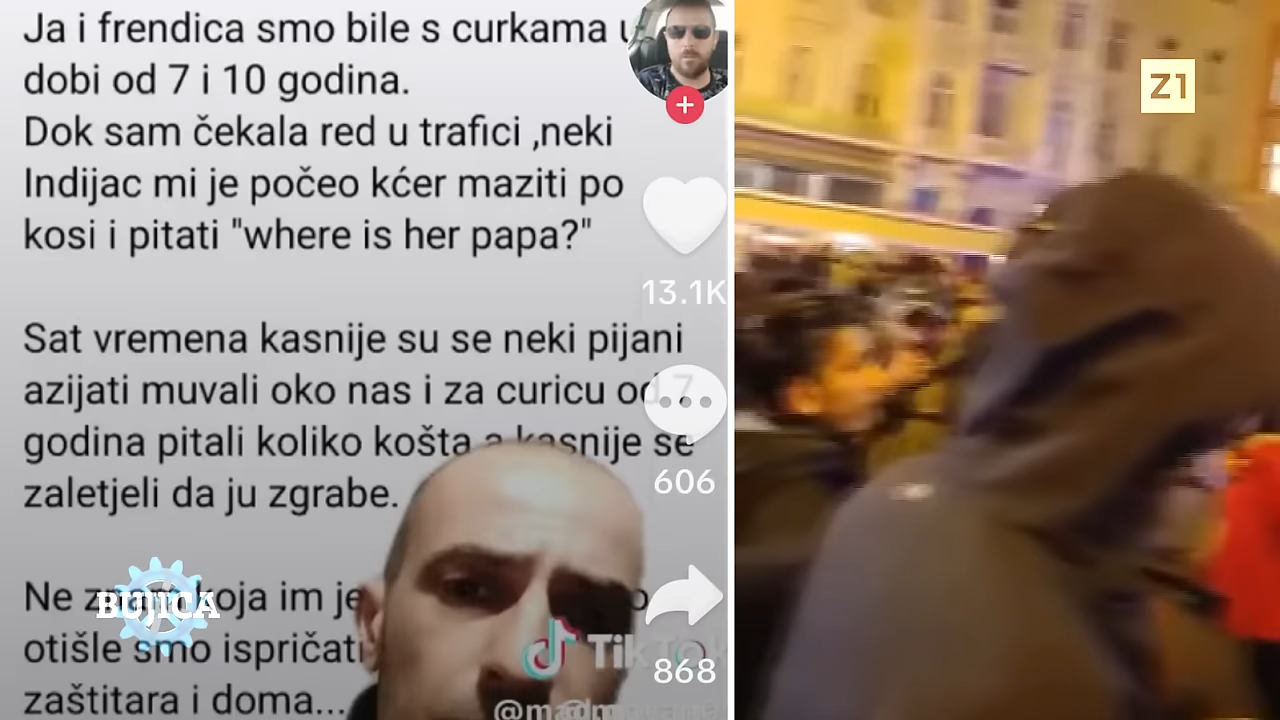 Ja i frendica smo bile s curkama u
dobi od 7 i 10 godina.
Dok sam čekala red u trafici ,neki
Indijac mi je počeo kćer maziti po
kosi i pitati "where is her papa?"
Sat vremena kasnije su se neki pijani
azijati muvali oko nas i za curicu od 7
godina pitali koliko košta a kasnije se
zaletjeli da ju zgrabe.
Ne znam koja im je
otišle smo ispričati
zaštitara i doma...
BUJICA
+
13.1K
606
868
TikTok
Z1